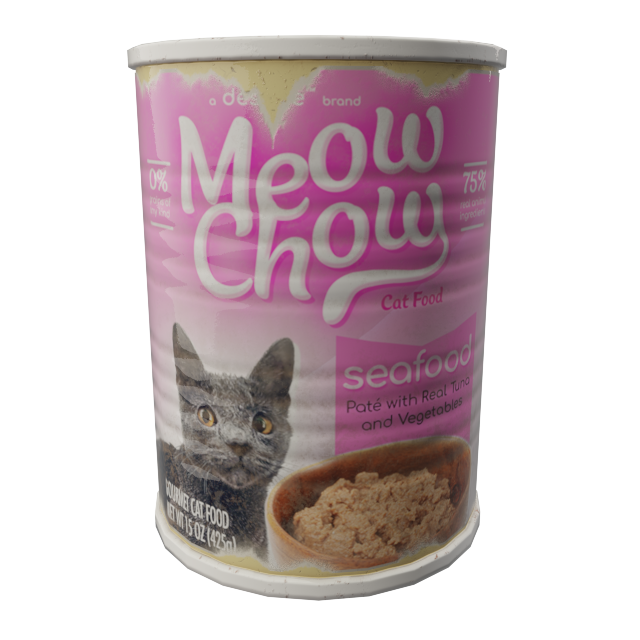 a brand
Meow
Chow
Cat Food
0%
75%
real
seafood
Paté with Real Tuna
and Vegetables
GOURMET CAT FOOD
NET WT 15 OZ (425g)